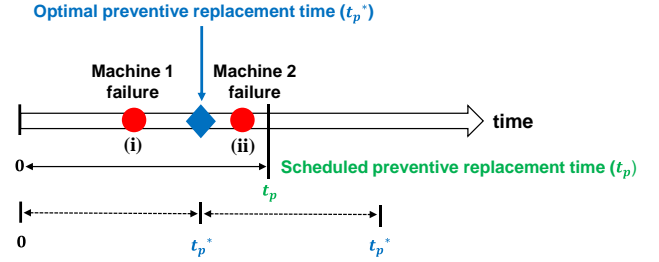 Optimal preventive replacement time (tₚ*)
Machine 1 failure
Machine 2 failure
time
(i)
(ii)
0
Scheduled preventive replacement time (tₚ)
tₚ
0
tₚ*
tₚ*